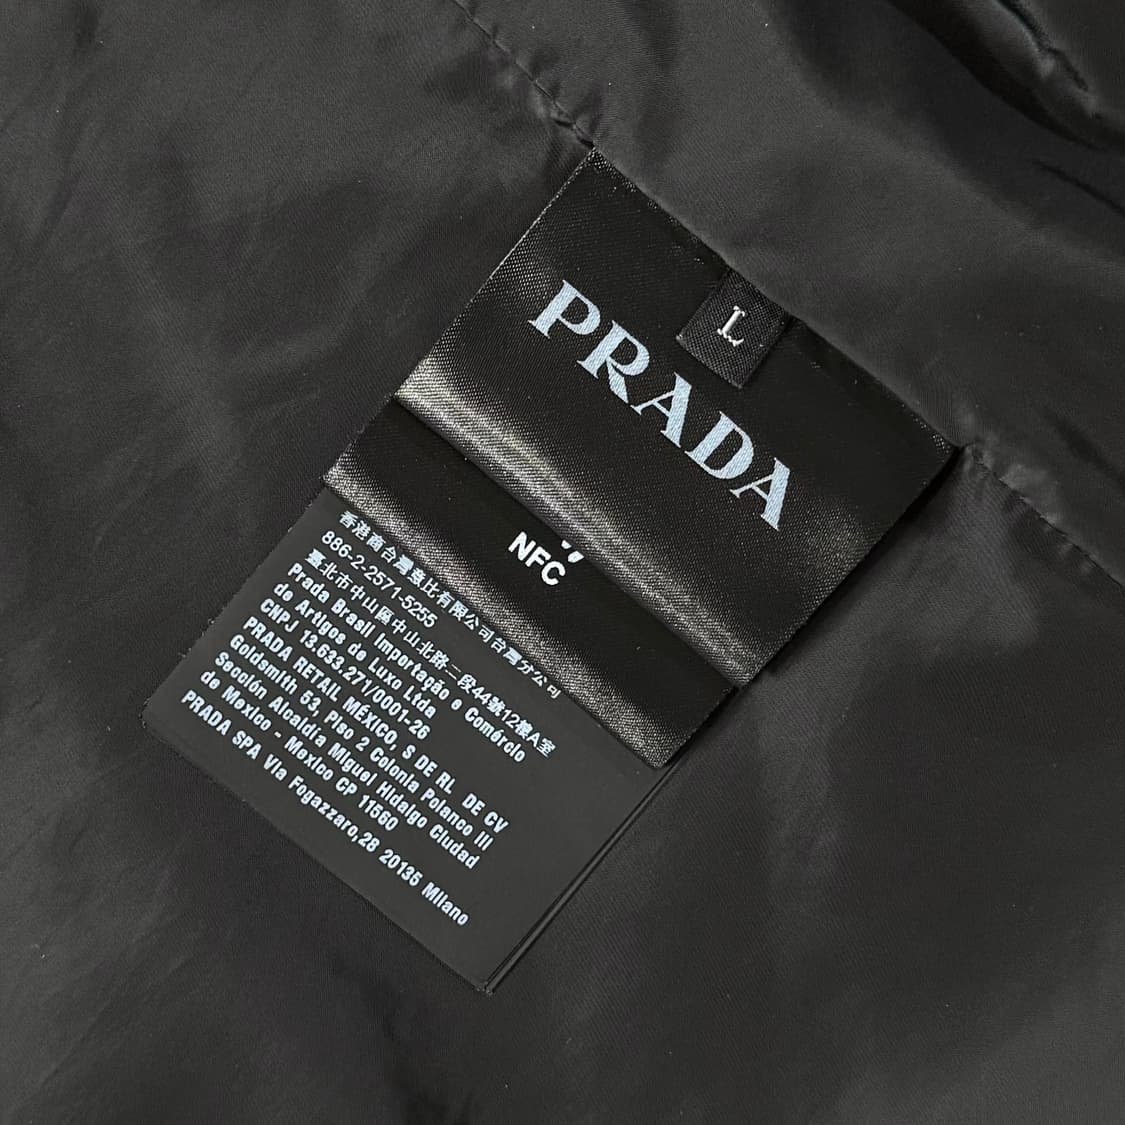 L
PRADA
NFC
香港商台灣普比有限公司台灣分公司
886-2-2571-5255
臺北市中山區中山北路二段44號12樓A室
Prada Brasil Importação e Comércio
de Artigos de Luxo Ltda
CNPJ 13.633.271/0001-26
PRADA RETAIL MÉXICO, S DE RL DE CV
Goldsmith 53, Piso 2 Colonia Polanco III
Sección Alcaldía Miguel Hidalgo Ciudad
de Mexico - Mexico CP 11560
PRADA SPA Via Fogazzaro,28 20135 Milano